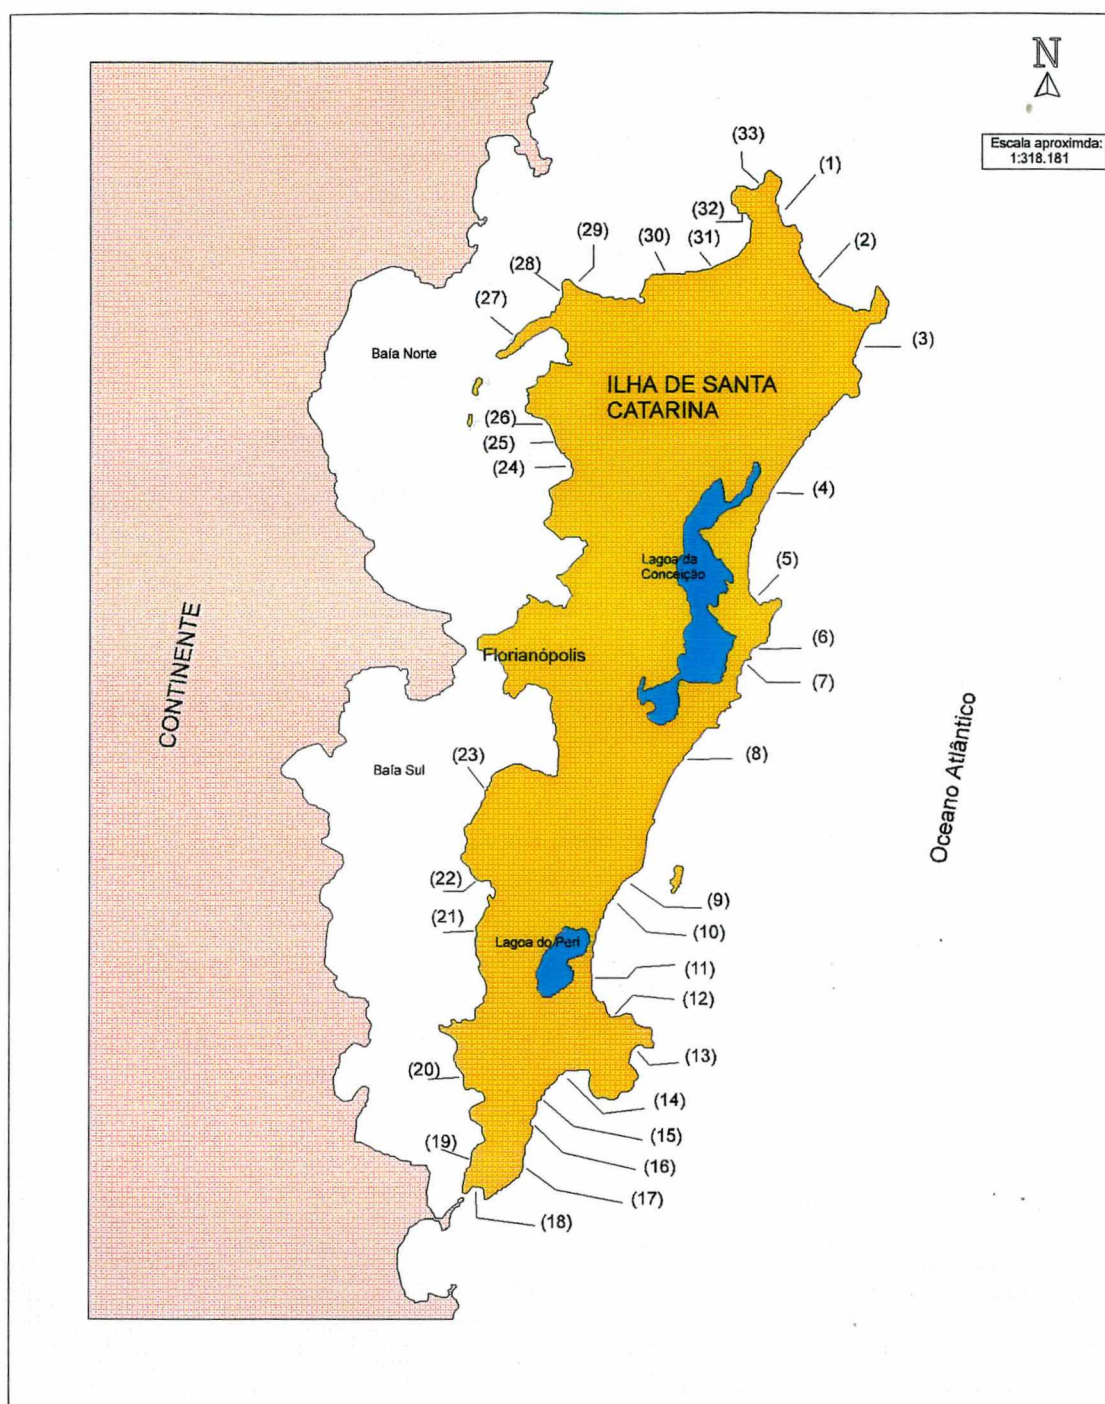 N
Escala aproximda:
1:318.181
(33)
(1)
(32)
(29)
(30)
(31)
(2)
(28)
(27)
(3)
Baía Norte
ILHA DE SANTA
CATARINA
(26)
(25)
(24)
(4)
Lagoa da
Conceição
(5)
(6)
Florianópolis
(7)
CONTINENTE
Oceano Atlântico
(8)
Baía Sul
(23)
(22)
(9)
(21)
(10)
Lagoa do Peri
(11)
(12)
(13)
(20)
(14)
(15)
(19)
(16)
(17)
(18)